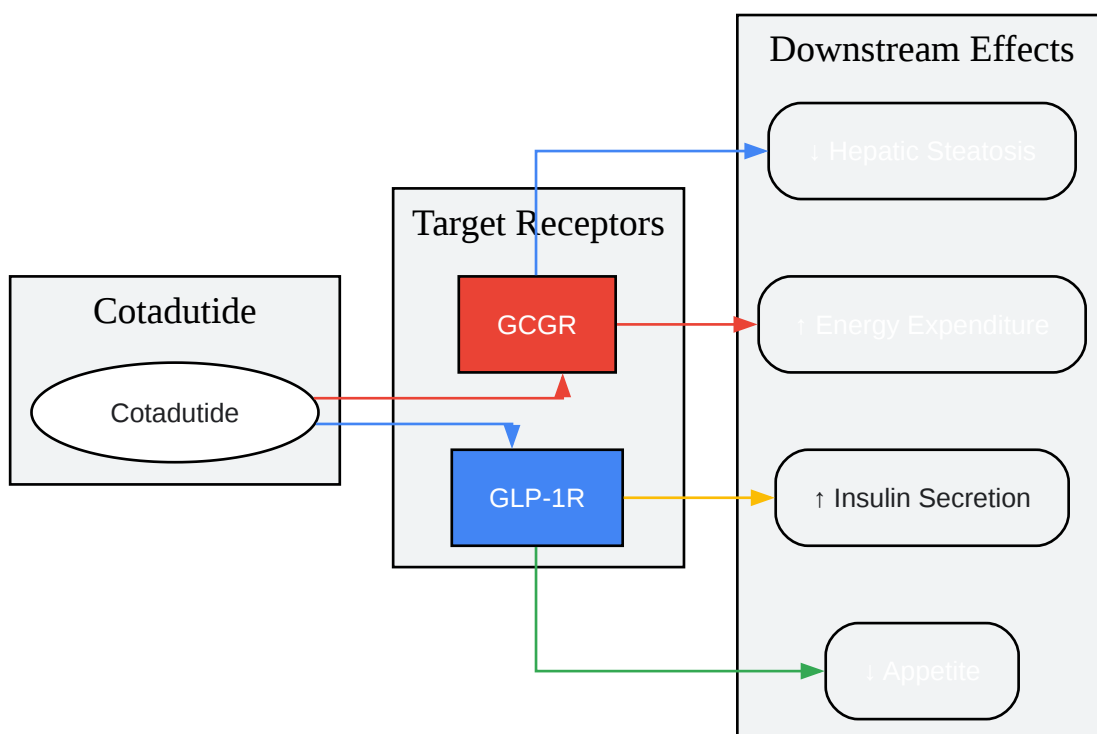 Cotadutide
Cotadutide
Target Receptors
GCGR
GLP-1R
Downstream Effects
↓ Hepatic Steatosis
↑ Energy Expenditure
↑ Insulin Secretion
↓ Appetite